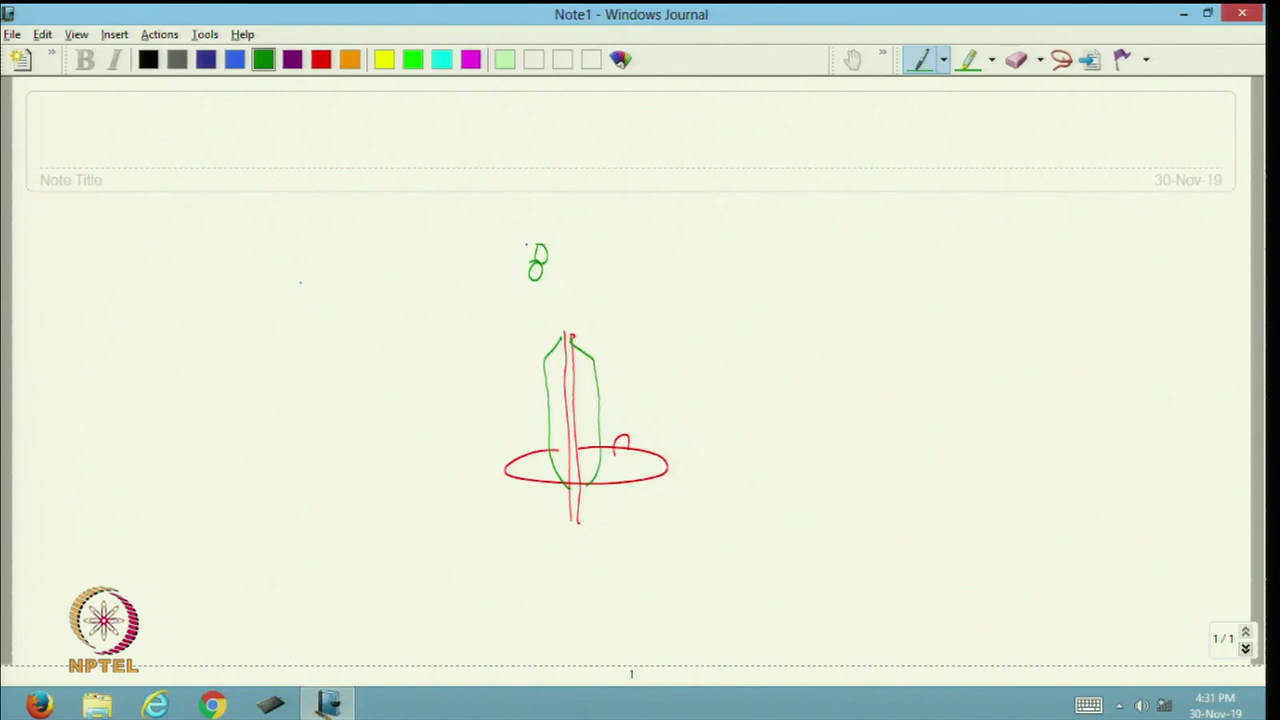 Note1 - Windows Journal
File Edit View Insert Actions Tools Help
B I
Note Title
30-Nov-19
1 / 1
NPTEL
1
4:31 PM
30-Nov-19